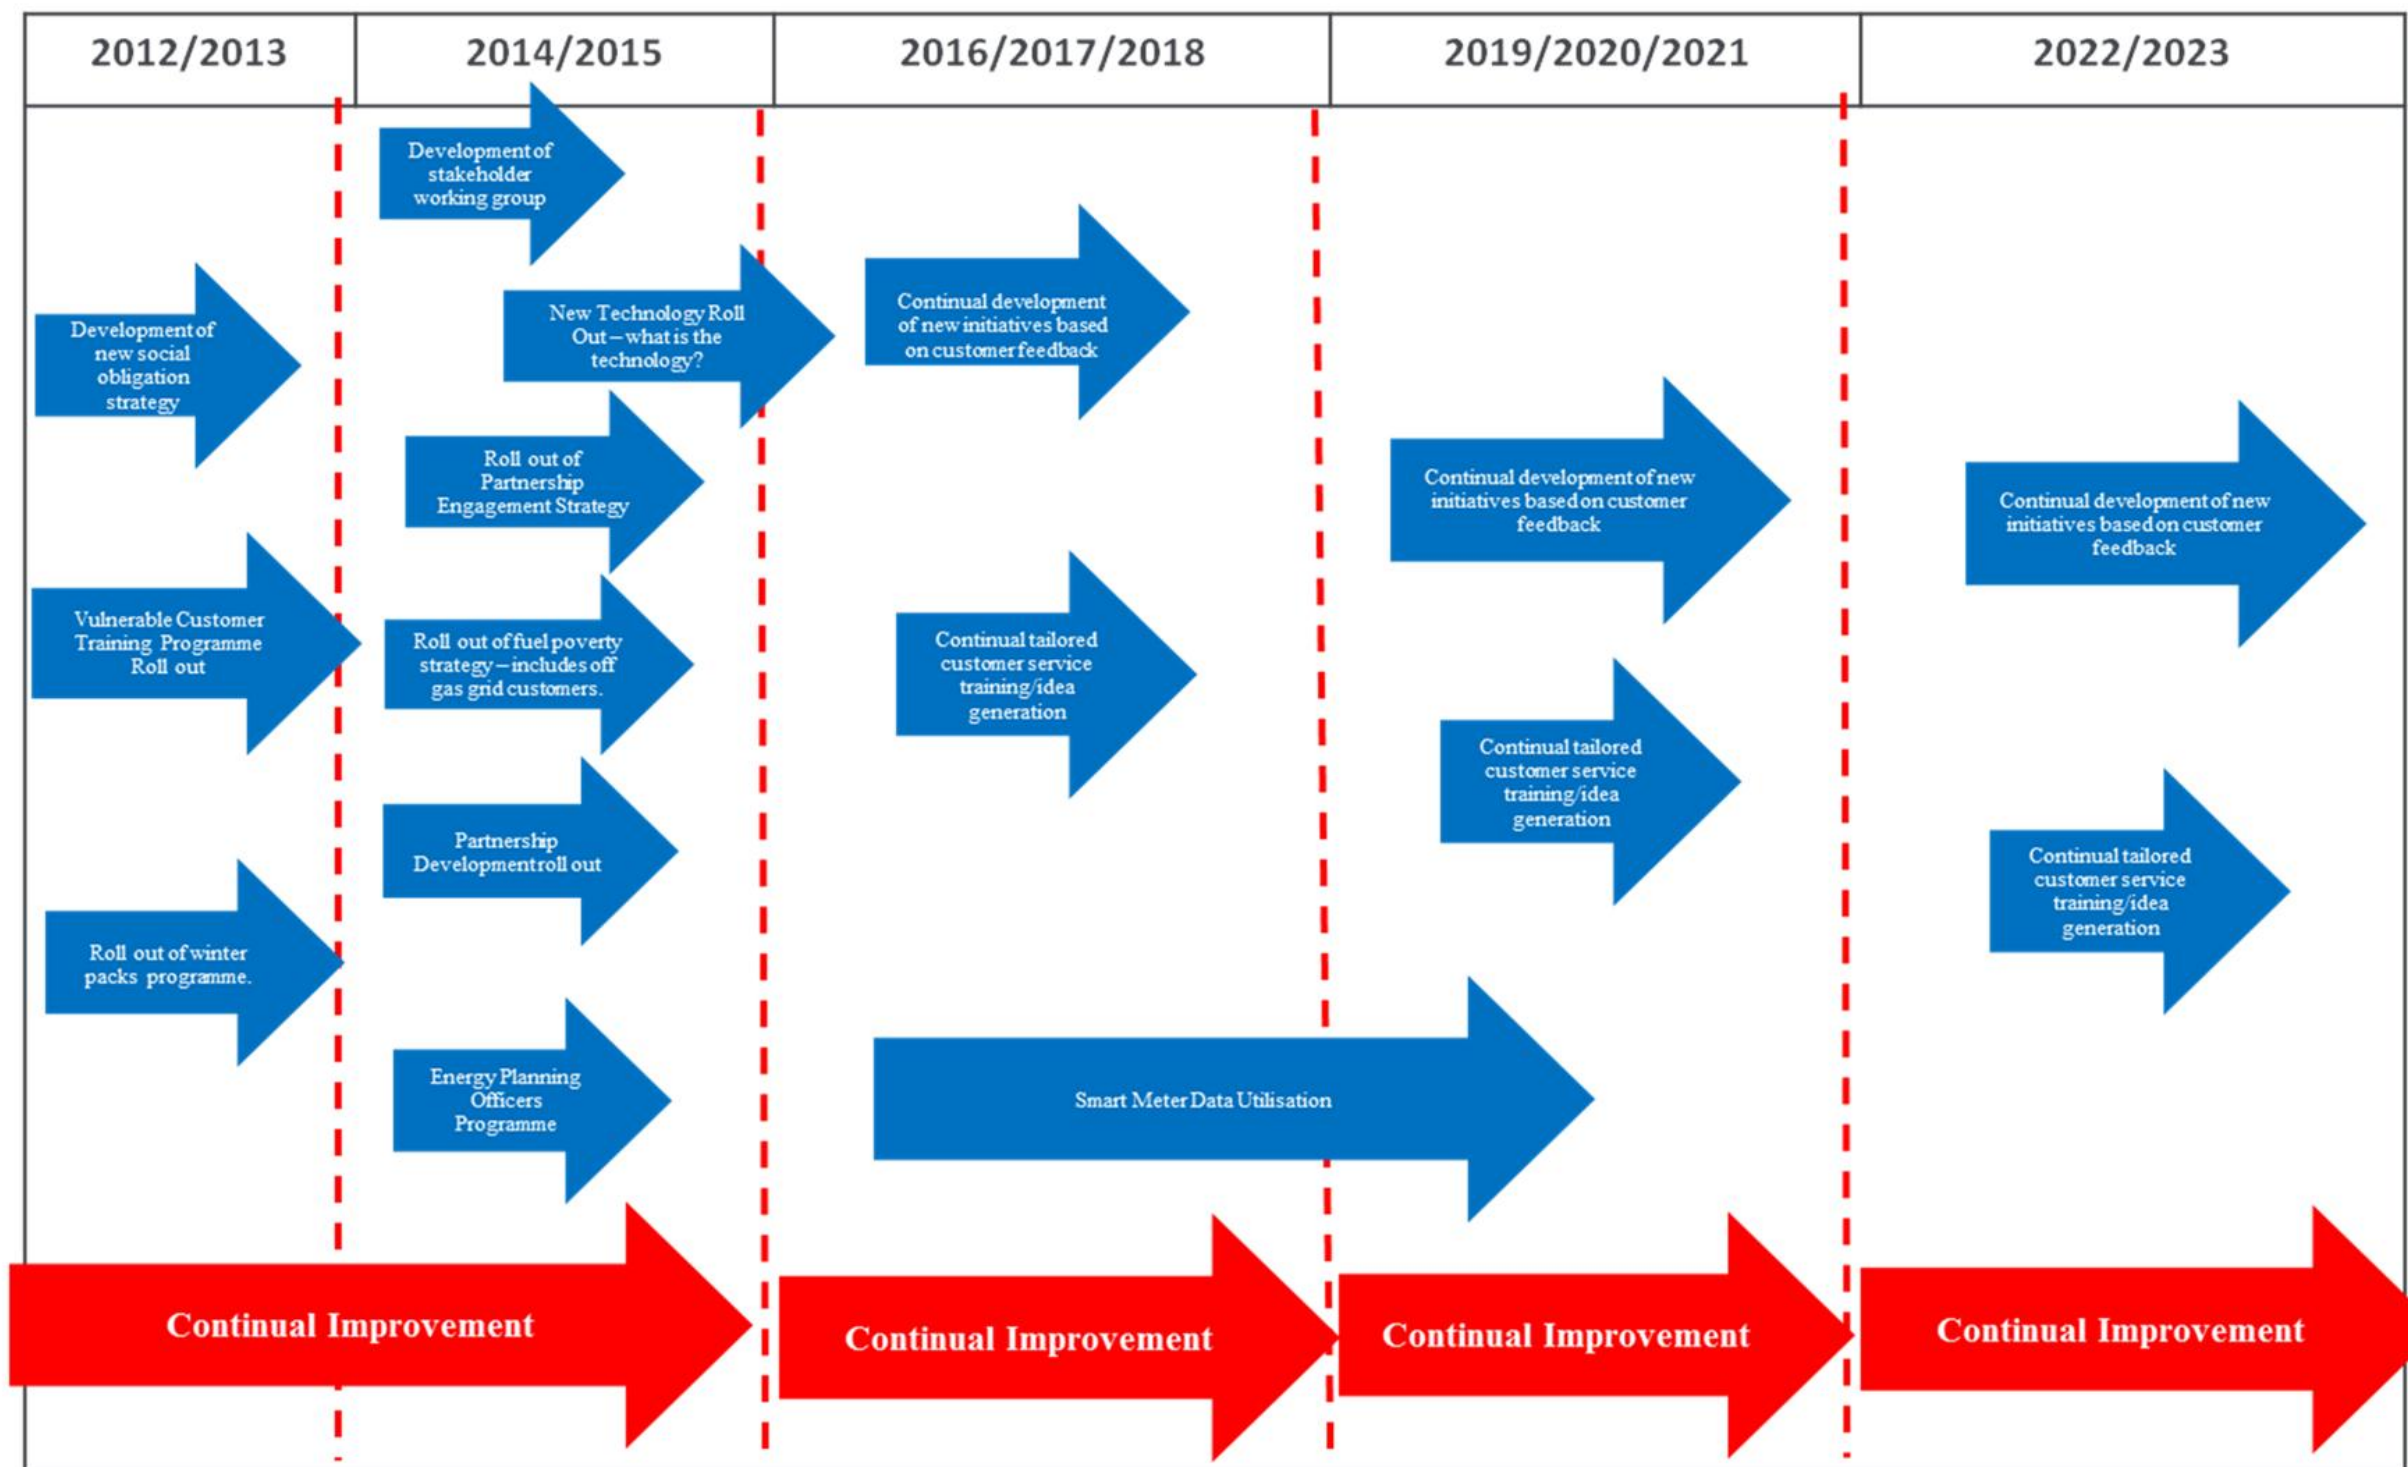 2012/2013
2014/2015
2016/2017/2018
2019/2020/2021
2022/2023
Development of
new social
obligation
strategy
Vulnerable Customer
Training Programme
Roll out
Roll out of winter
packs programme.
Development of
stakeholder
working group
New Technology Roll
Out – what is the
technology?
Roll out of
Partnership
Engagement Strategy
Roll out of fuel poverty
strategy – includes off
gas grid customers.
Partnership
Development roll out
Energy Planning
Officers
Programme
Continual development
of new initiatives based
on customer feedback
Continual tailored
customer service
training/idea
generation
Smart Meter Data Utilisation
Continual development of new
initiatives based on customer
feedback
Continual tailored
customer service
training/idea
generation
Continual development of new
initiatives based on customer
feedback
Continual tailored
customer service
training/idea
generation
Continual Improvement
Continual Improvement
Continual Improvement
Continual Improvement